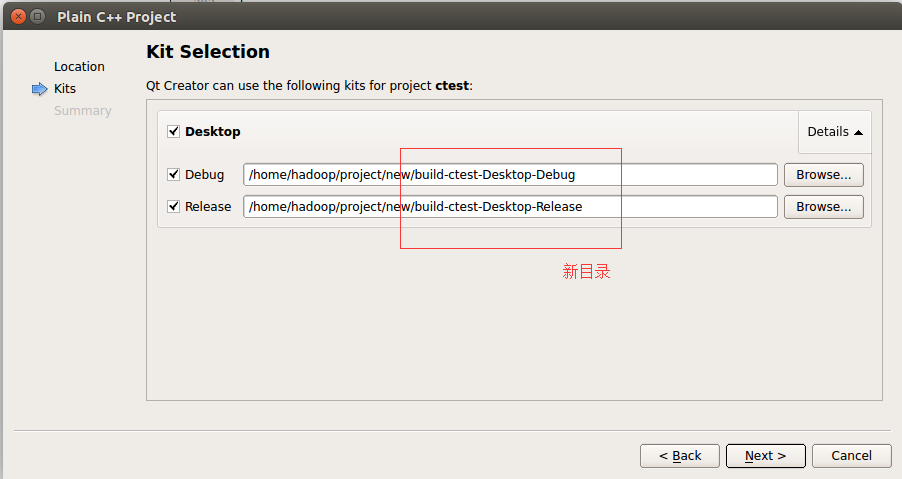 Plain C++ Project
Location
Kits
Summary
Kit Selection
Qt Creator can use the following kits for project ctest:
Desktop
Details
Debug /home/hadoop/project/new/build-ctest-Desktop-Debug Browse...
Release /home/hadoop/project/new/build-ctest-Desktop-Release Browse...
新目录
< Back Next > Cancel